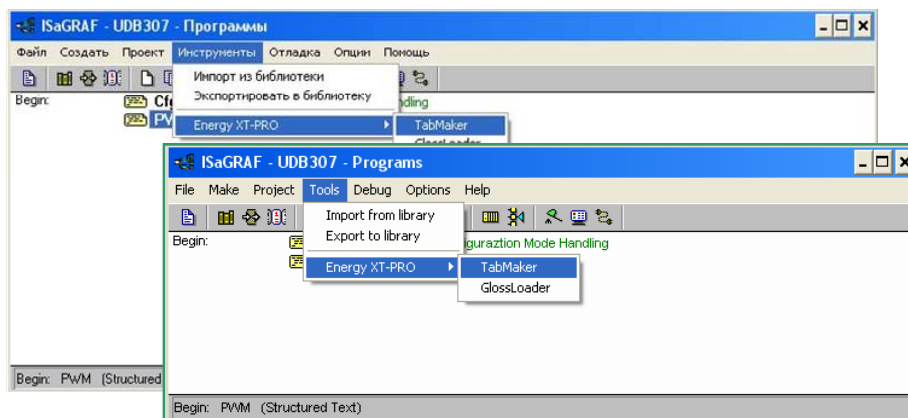 ISaGRAF - UDB307 - Программы
Файл Создать Проект Инструменты Отладка Опции Помощь
Импорт из библиотеки
Экспортировать в библиотеку
Begin:
ndling
Energy XT-PRO
TabMaker
ISaGRAF - UDB307 - Programs
File Make Project Tools Debug Options Help
Import from library
Export to library
Begin:
iguraztion Mode Handling
Energy XT-PRO
TabMaker
GlossLoader
Begin: PWM (Structured
Begin: PWM (Structured Text)